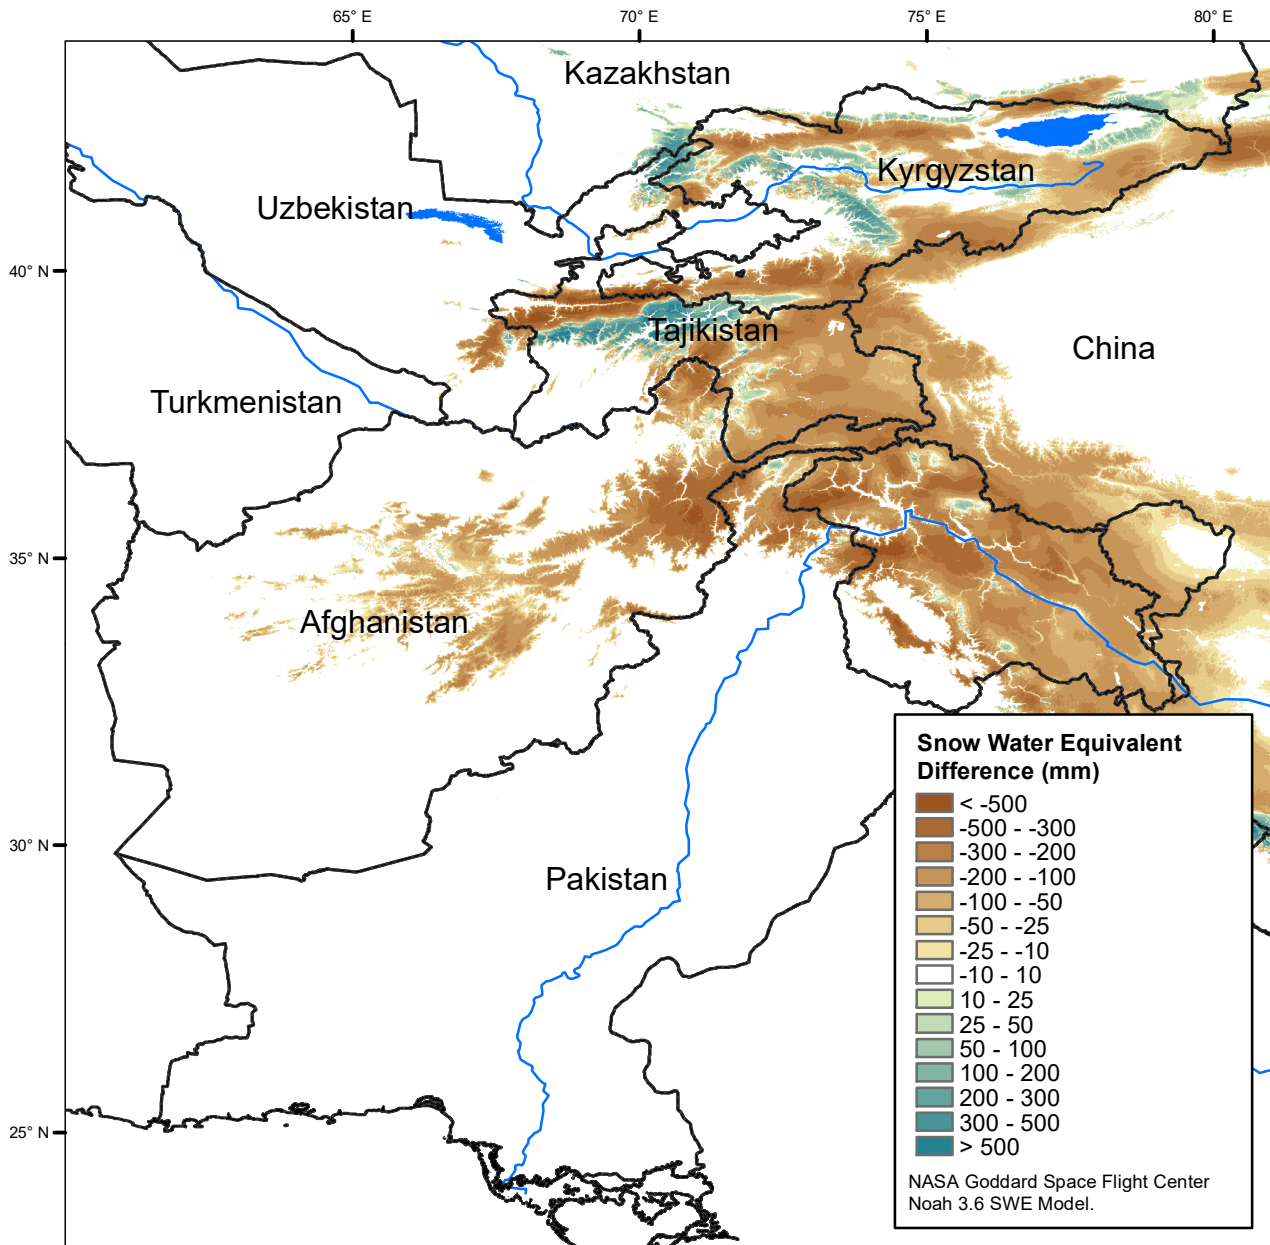 65° E
70° E
75° E
80° E
Kazakhstan
Kyrgyzstan
Uzbekistan
40° N
Tajikistan
China
Turkmenistan
35° N
Afghanistan
30° N
Pakistan
25° N
Snow Water Equivalent
Difference (mm)
< -500
-500 - -300
-300 - -200
-200 - -100
-100 - -50
-50 - -25
-25 - -10
-10 - 10
10 - 25
25 - 50
50 - 100
100 - 200
200 - 300
300 - 500
> 500
NASA Goddard Space Flight Center
Noah 3.6 SWE Model.